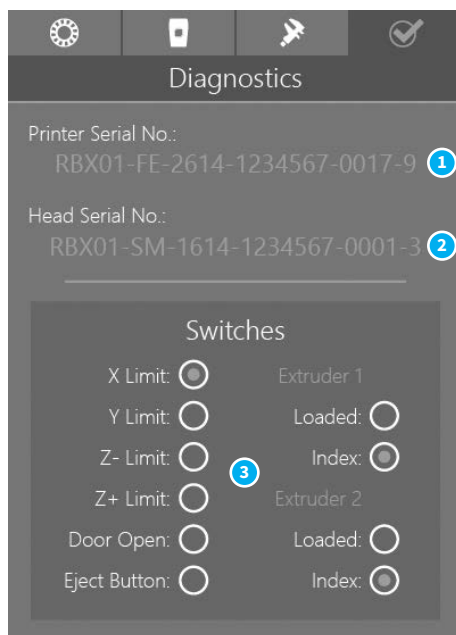 Diagnostics
Printer Serial No.:
RBX01-FE-2614-1234567-0017-9
1
Head Serial No.:
RBX01-SM-1614-1234567-0001-3
2
Switches
X Limit:
Extruder 1
Y Limit:
Loaded:
Z- Limit:
Index:
3
Z+ Limit:
Extruder 2
Door Open:
Loaded:
Eject Button:
Index: